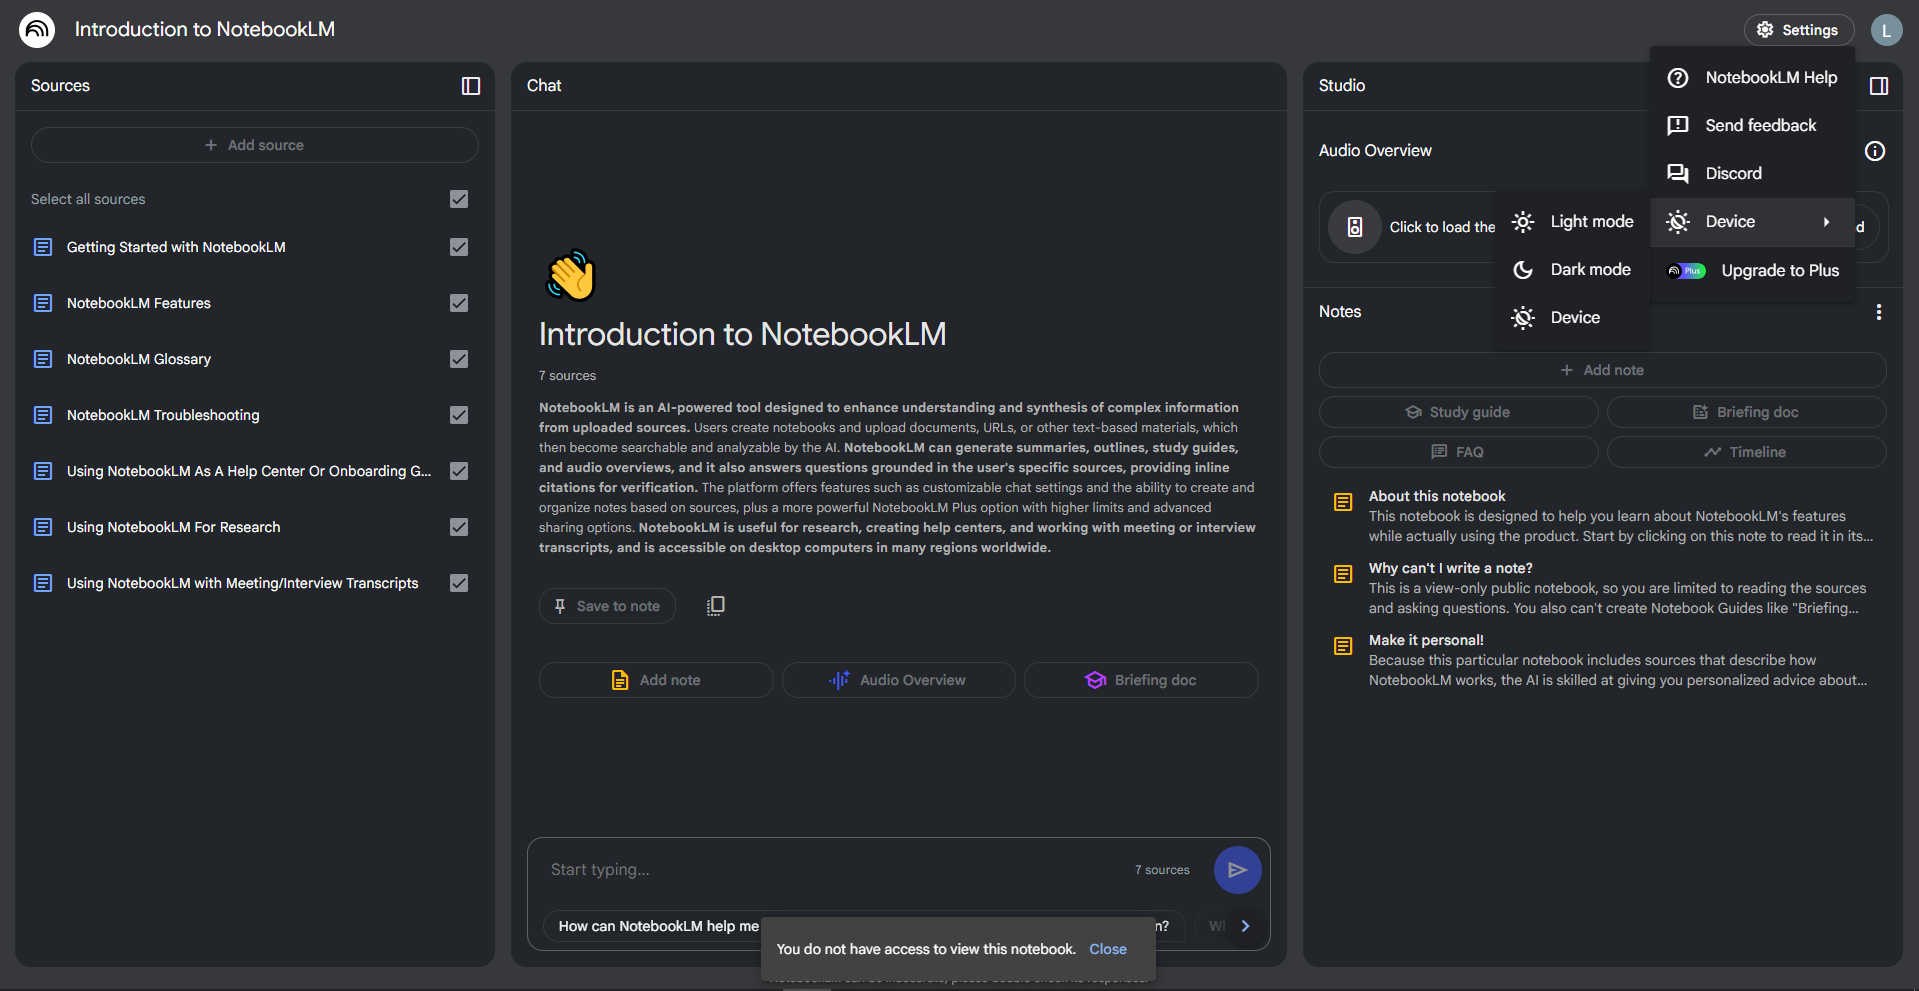 Introduction to NotebookLM
Settings
L
Sources
Add source
Select all sources
Getting Started with NotebookLM
NotebookLM Features
NotebookLM Glossary
NotebookLM Troubleshooting
Using NotebookLM As A Help Center Or Onboarding G...
Using NotebookLM For Research
Using NotebookLM with Meeting/Interview Transcripts
Chat
Introduction to NotebookLM
7 sources
NotebookLM is an AI-powered tool designed to enhance understanding and synthesis of complex information
from uploaded sources. Users create notebooks and upload documents, URLs, or other text-based materials, which
then become searchable and analyzable by the AI. NotebookLM can generate summaries, outlines, study guides,
and audio overviews, and it also answers questions grounded in the user's specific sources, providing inline
citations for verification. The platform offers features such as customizable chat settings and the ability to create and
organize notes based on sources, plus a more powerful NotebookLM Plus option with higher limits and advanced
sharing options. NotebookLM is useful for research, creating help centers, and working with meeting or interview
transcripts, and is accessible on desktop computers in many regions worldwide.
Save to note
Add note
Audio Overview
Briefing doc
Start typing...
7 sources
How can NotebookLM help me
n?
You do not have access to view this notebook. Close
Studio
Audio Overview
Click to load the
d
NotebookLM Help
Send feedback
Discord
Device
Plus Upgrade to Plus
Light mode
Dark mode
Device
Notes
Add note
Study guide
Briefing doc
FAQ
Timeline
About this notebook
This notebook is designed to help you learn about NotebookLM's features
while actually using the product. Start by clicking on this note to read it in its...
Why can't I write a note?
This is a view-only public notebook, so you are limited to reading the sources
and asking questions. You also can't create Notebook Guides like "Briefing...
Make it personal!
Because this particular notebook includes sources that describe how
NotebookLM works, the AI is skilled at giving you personalized advice about...